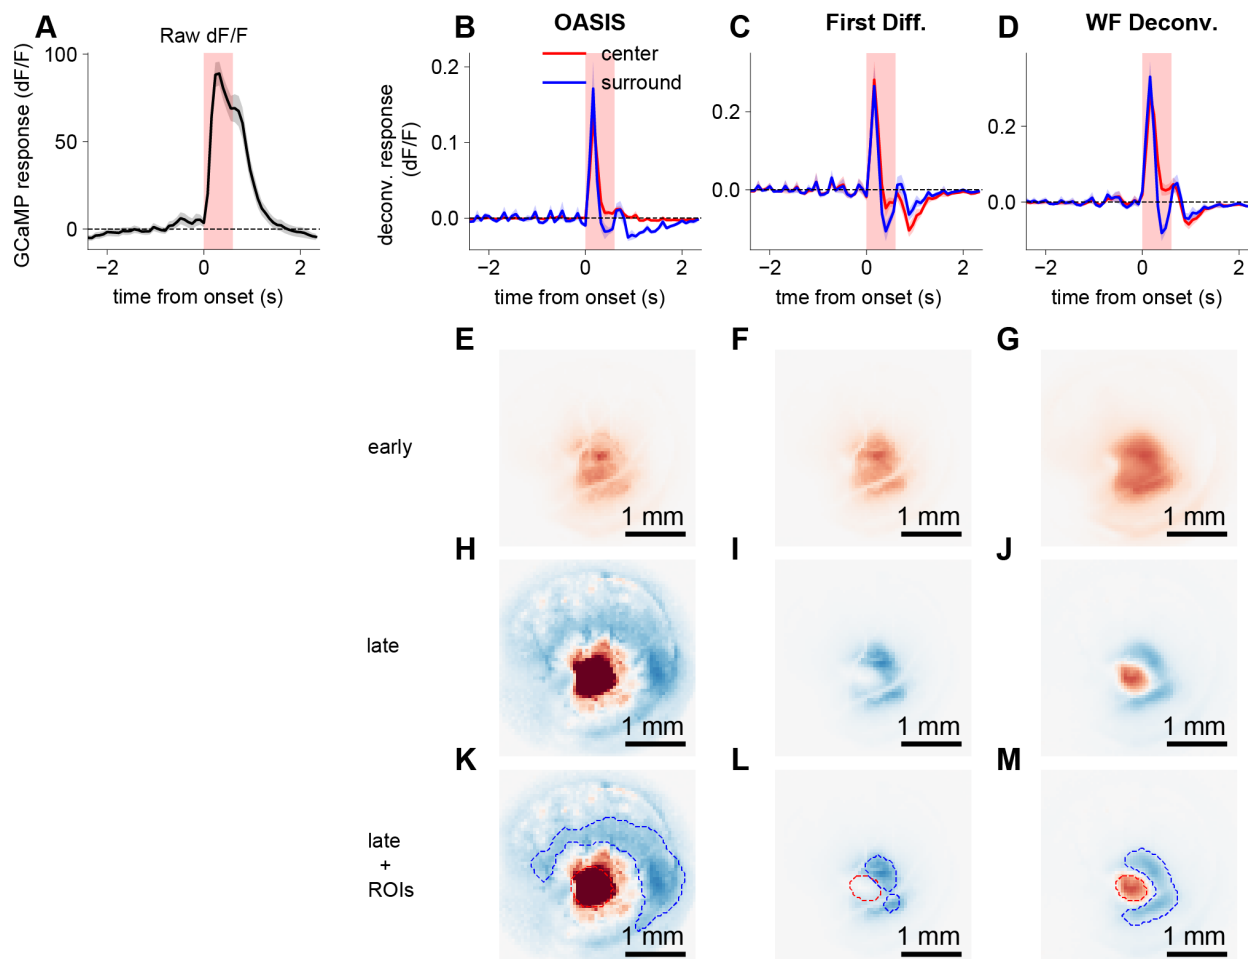 A
Raw dF/F
GCaMP response (dF/F)
100
50
0
−2
0
2
time from onset (s)
B
OASIS
center
surround
deconv. response
(dF/F)
0.2
0.1
0.0
−2
0
2
time from onset (s)
C
First Diff.
0.2
0.0
−2
0
2
time from onset (s)
D
WF Deconv.
0.2
0.0
−2
0
2
time from onset (s)
early
E
1 mm
F
1 mm
G
1 mm
late
H
1 mm
I
1 mm
J
1 mm
late
+
ROIs
K
1 mm
L
1 mm
M
1 mm